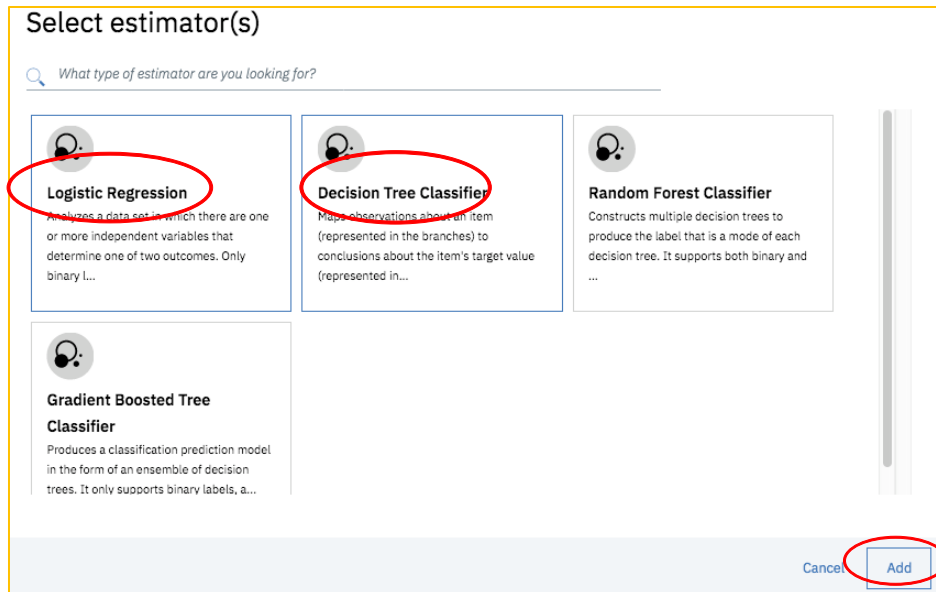 Select estimator(s)
What type of estimator are you looking for?
Logistic Regression
Analyzes a data set in which there are one
or more independent variables that
determine one of two outcomes. Only
binary l...
Decision Tree Classifier
Maps observations about an item
(represented in the branches) to
conclusions about the item's target value
(represented in...
Random Forest Classifier
Constructs multiple decision trees to
produce the label that is a mode of each
decision tree. It supports both binary and
...
Gradient Boosted Tree
Classifier
Produces a classification prediction model
in the form of an ensemble of decision
trees. It only supports binary labels, a...
Cancel
Add